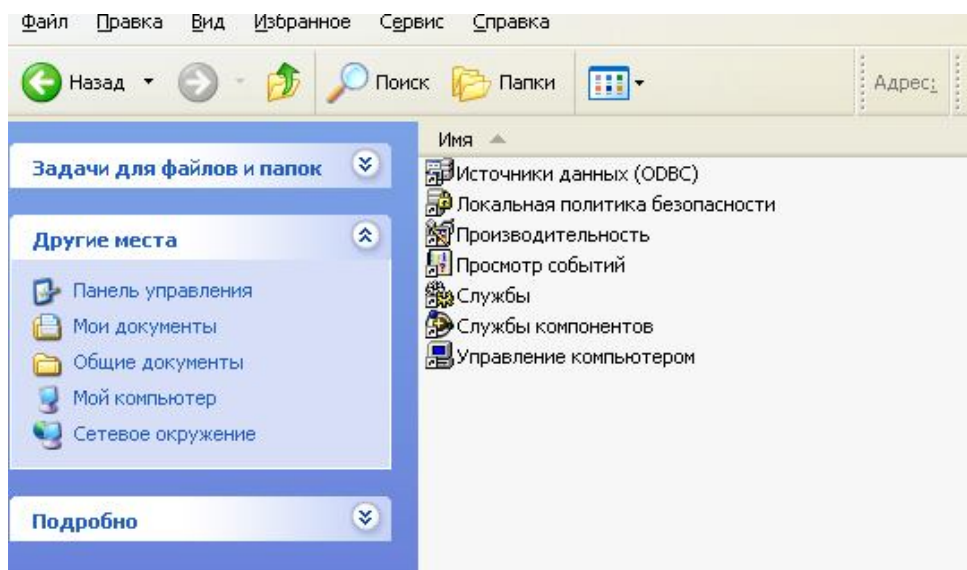 Файл Правка Вид Избранное Сервис Справка
Назад Поиск Папки Адрес:
Имя
Задачи для файлов и папок
Другие места
Панель управления
Мои документы
Общие документы
Мой компьютер
Сетевое окружение
Подробно
Источники данных (ODBC)
Локальная политика безопасности
Производительность
Просмотр событий
Службы
Службы компонентов
Управление компьютером